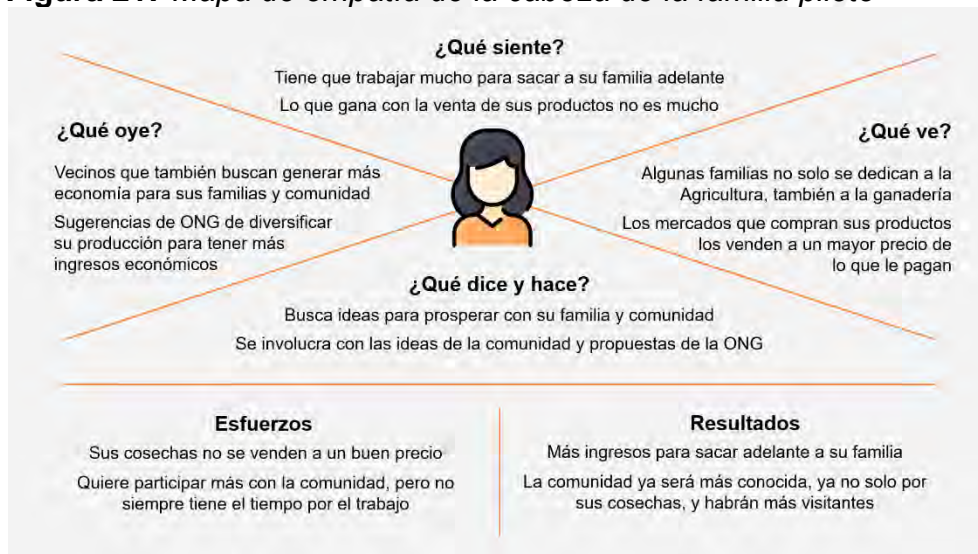 ¿Qué siente?
Tiene que trabajar mucho para sacar a su familia adelante
Lo que gana con la venta de sus productos no es mucho
¿Qué oye?
Vecinos que también buscan generar más
economía para sus familias y comunidad
Sugerencias de ONG de diversificar
su producción para tener más
ingresos económicos
¿Qué ve?
Algunas familias no solo se dedican a la
Agricultura, también a la ganadería
Los mercados que compran sus productos
los venden a un mayor precio de
lo que le pagan
¿Qué dice y hace?
Busca ideas para prosperar con su familia y comunidad
Se involucra con las ideas de la comunidad y propuestas de la ONG
Esfuerzos
Sus cosechas no se venden a un buen precio
Quiere participar más con la comunidad, pero no
siempre tiene el tiempo por el trabajo
Resultados
Más ingresos para sacar adelante a su familia
La comunidad ya será más conocida, ya no solo por
sus cosechas, y habrán más visitantes